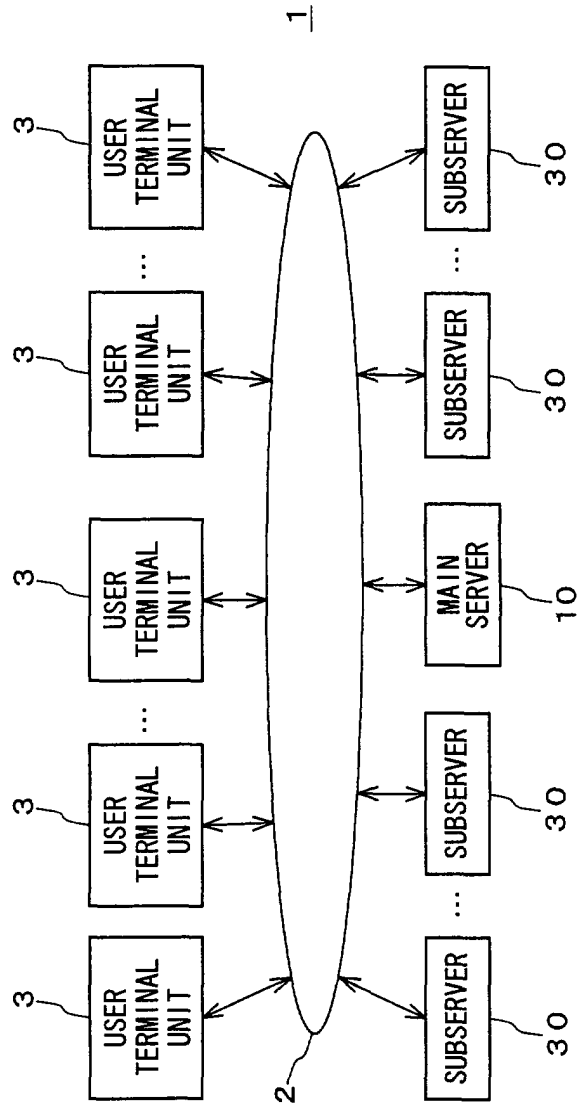 1
3 3 3 3 3
USER TERMINAL UNIT
USER TERMINAL UNIT
...
USER TERMINAL UNIT
USER TERMINAL UNIT
...
USER TERMINAL UNIT
2
SUBSERVER
...
SUBSERVER
MAIN SERVER
SUBSERVER
...
SUBSERVER
30 30 10 30 30